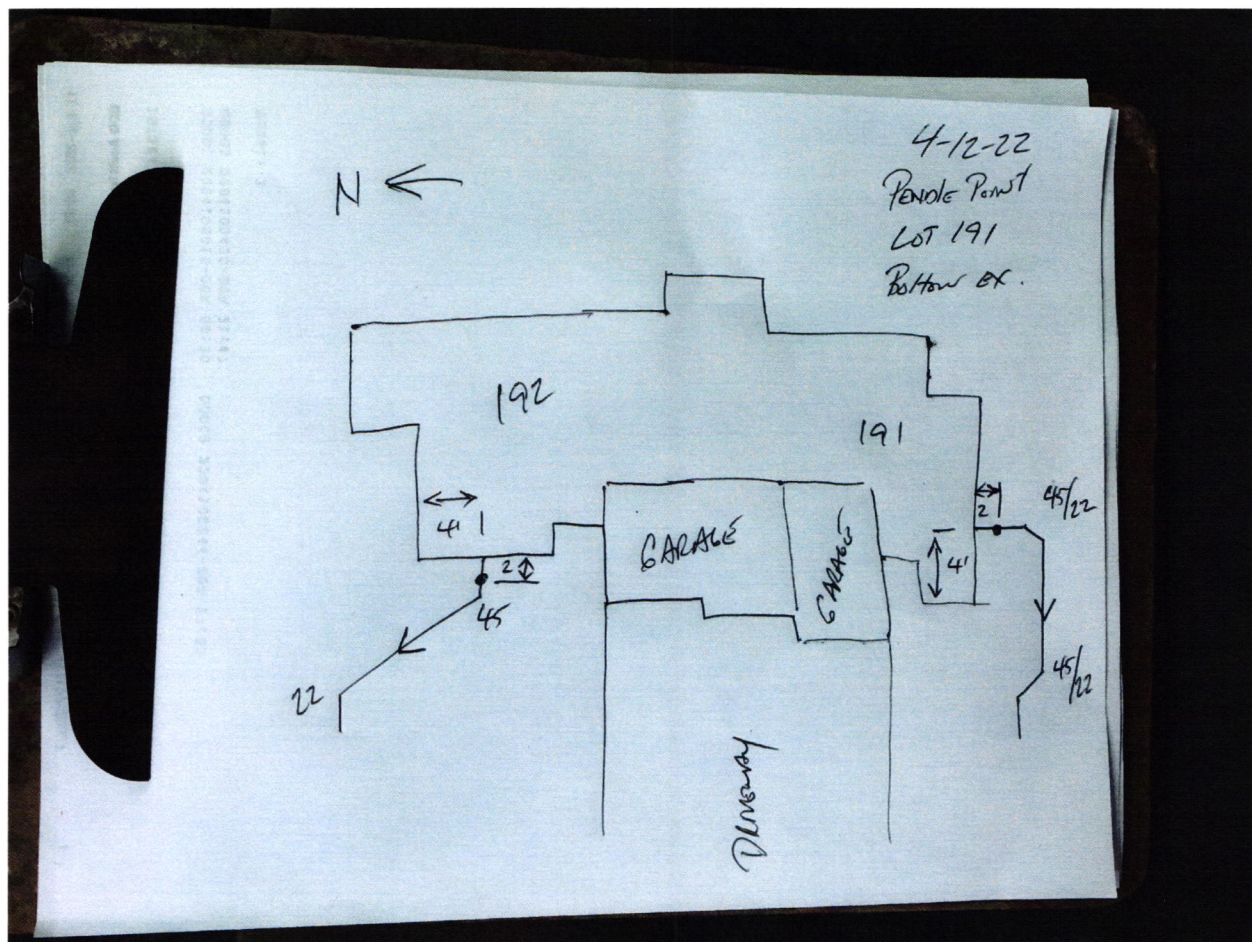 4-12-22
PENDLE POINT
LOT 191
Bottom EX.
N
192
191
4'
2
45
22
GARAGE
GARAGE
4'
2
45/22
45/22
DRIVEWAY